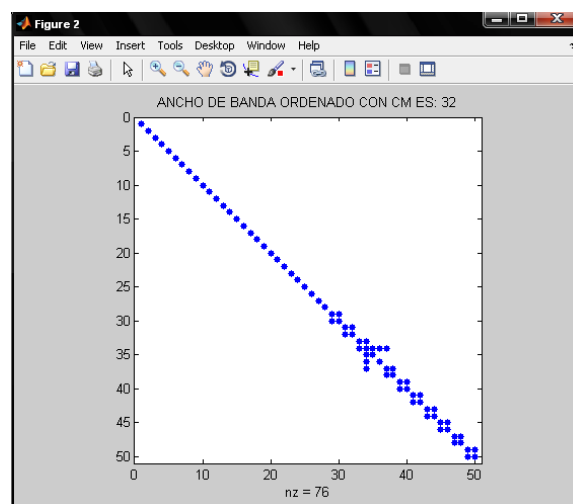 Figure 2
File Edit View Insert Tools Desktop Window Help
ANCHO DE BANDA ORDENADO CON CM ES: 32
0
5
10
15
20
25
30
35
40
45
50
0 10 20 30 40 50
nz = 76